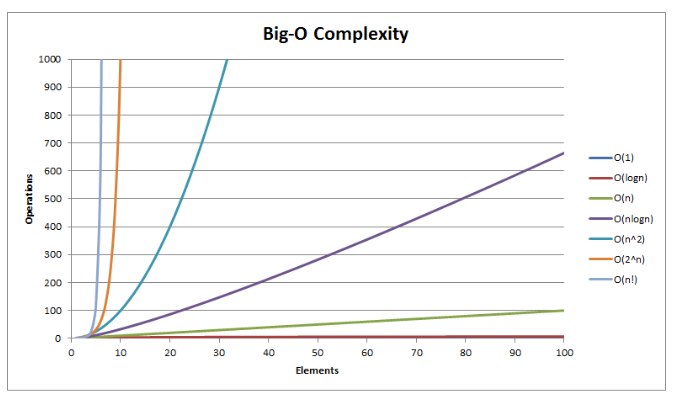 Big-O Complexity
1000
900
800
700
600
500
400
300
200
100
0
Operations
0 10 20 30 40 50 60 70 80 90 100
Elements
O(1)
O(logn)
O(n)
O(nlogn)
O(n^2)
O(2^n)
O(n!)